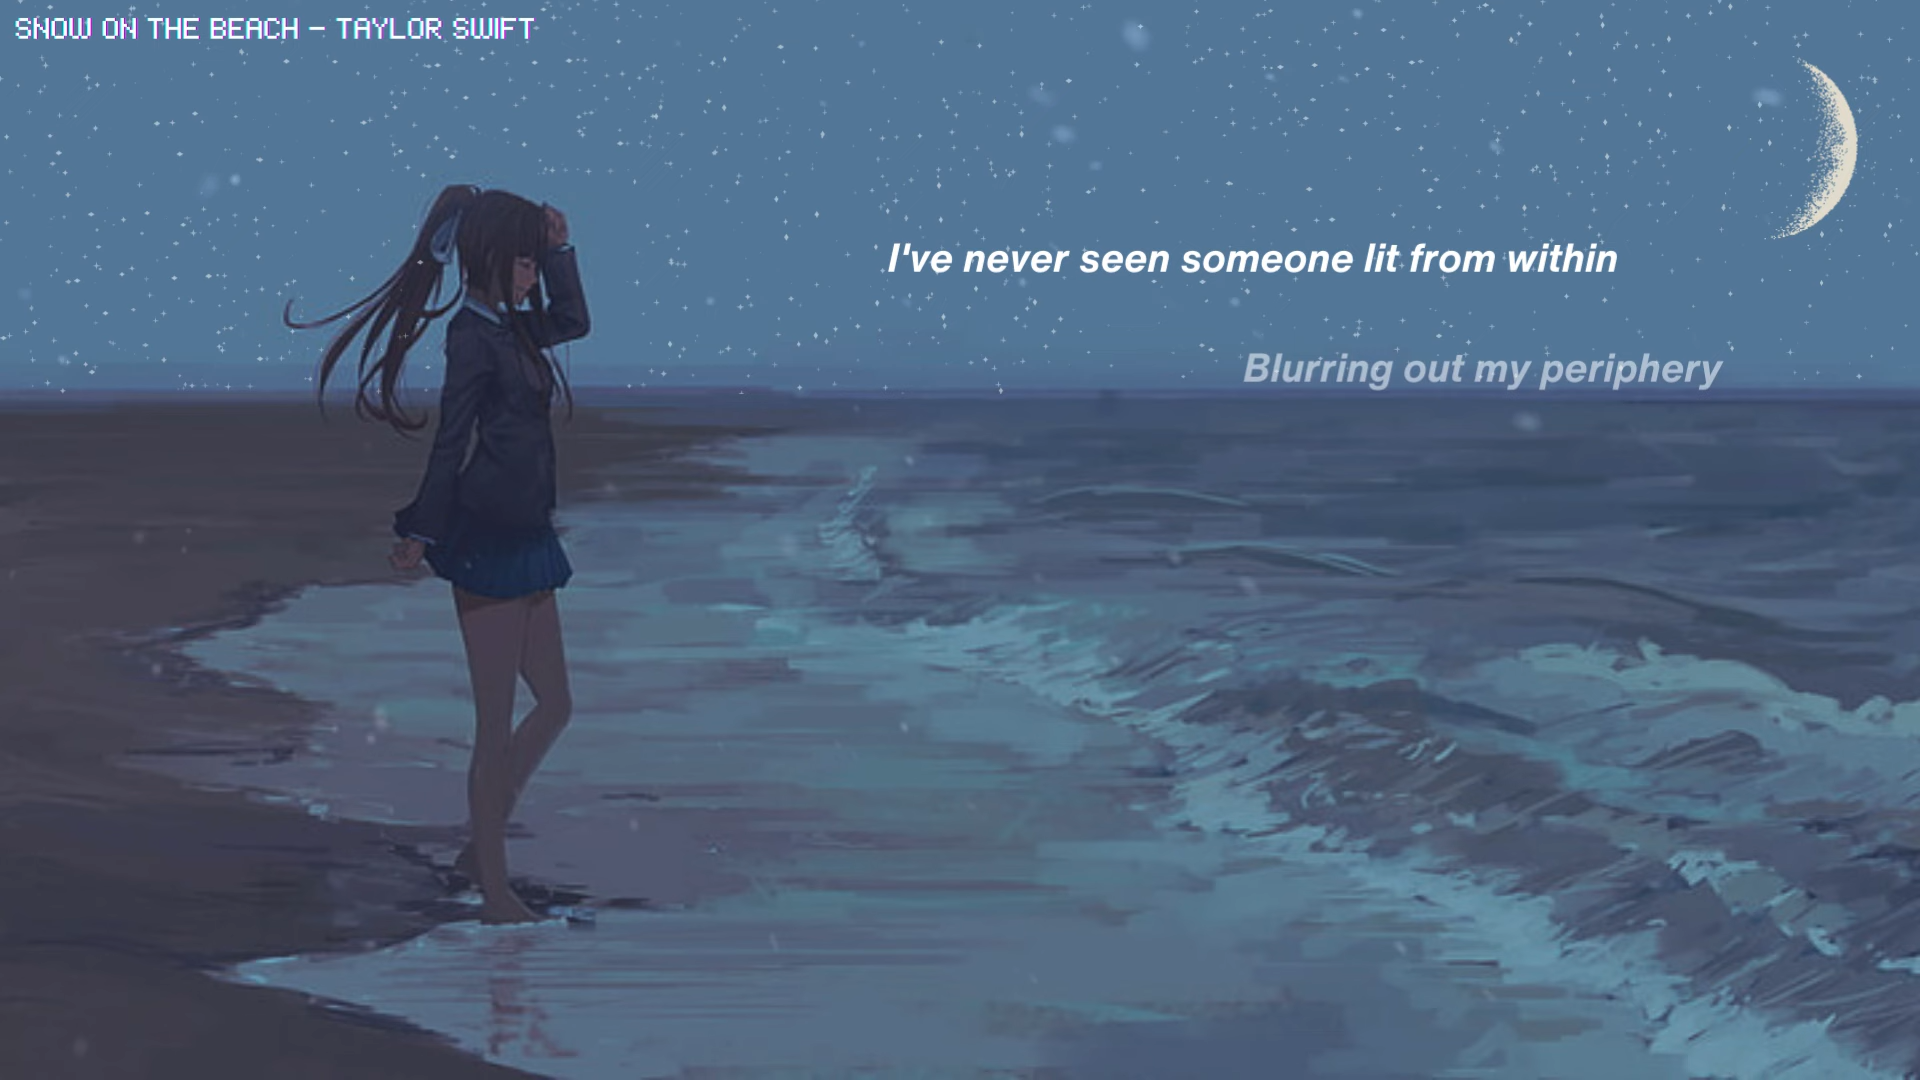 SNOW ON THE BEACH - TAYLOR SWIFT
I've never seen someone lit from within
Blurring out my periphery